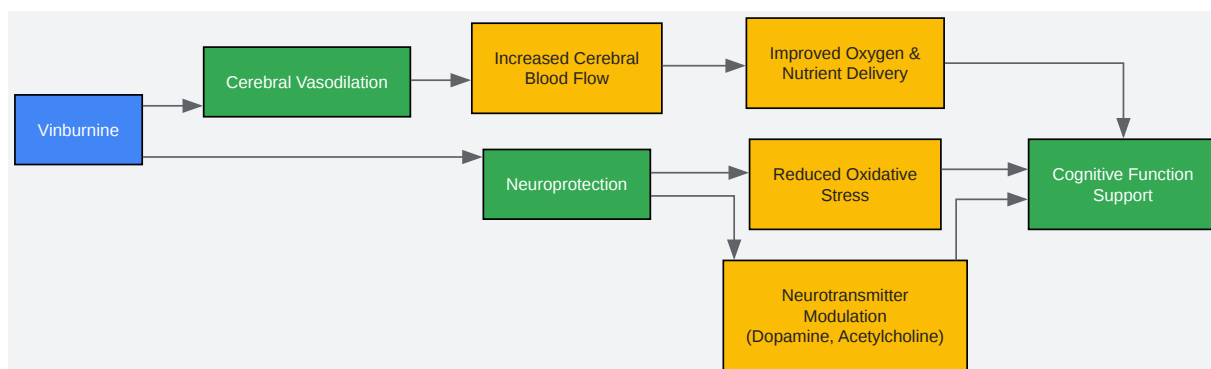 Vinburnine
Cerebral Vasodilation
Increased Cerebral
Blood Flow
Improved Oxygen &
Nutrient Delivery
Neuroprotection
Reduced Oxidative
Stress
Neurotransmitter
Modulation
(Dopamine, Acetylcholine)
Cognitive Function
Support